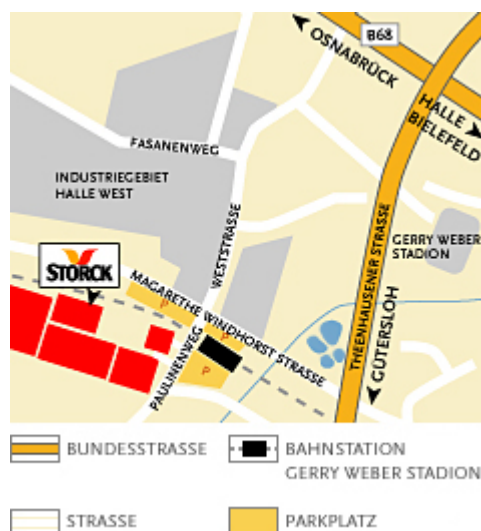 B68
OSNABRÜCK
HALLE
BIELEFELD
FASANENWEG
INDUSTRIEGEBIET
HALLE WEST
WESTSTRASSE
THEENHAUSENER STRASSE
GERRY WEBER
STADION
STORCK
MAGARETHE WINDHORST STRASSE
GÜTERSLOH
P
P
P
PAULINENWEG
BUNDESSTRASSE
BAHNSTATION
GERRY WEBER STADION
STRASSE
PARKPLATZ